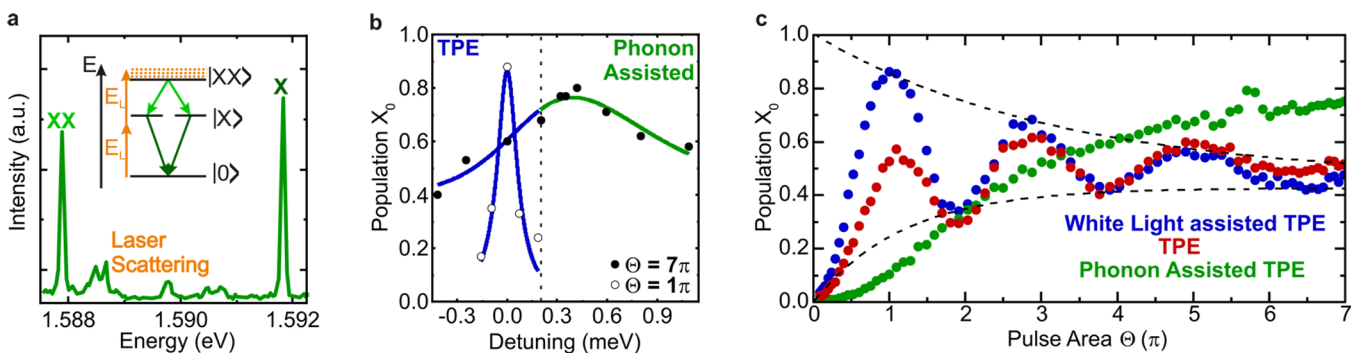 a
Intensity (a.u.)
XX
E
E_L
E_L
|XX>
|X>
|0>
X
Laser
Scattering
1.588
1.590
1.592
Energy (eV)
b
Population X₀
1.0
0.8
0.6
0.4
0.2
0.0
TPE
Phonon
Assisted
● Θ = 7π
○ Θ = 1π
-0.3
0.0
0.3
0.6
0.9
Detuning (meV)
c
Population X₀
1.0
0.8
0.6
0.4
0.2
0.0
White Light assisted TPE
TPE
Phonon Assisted TPE
0
1
2
3
4
5
6
7
Pulse Area Θ (π)